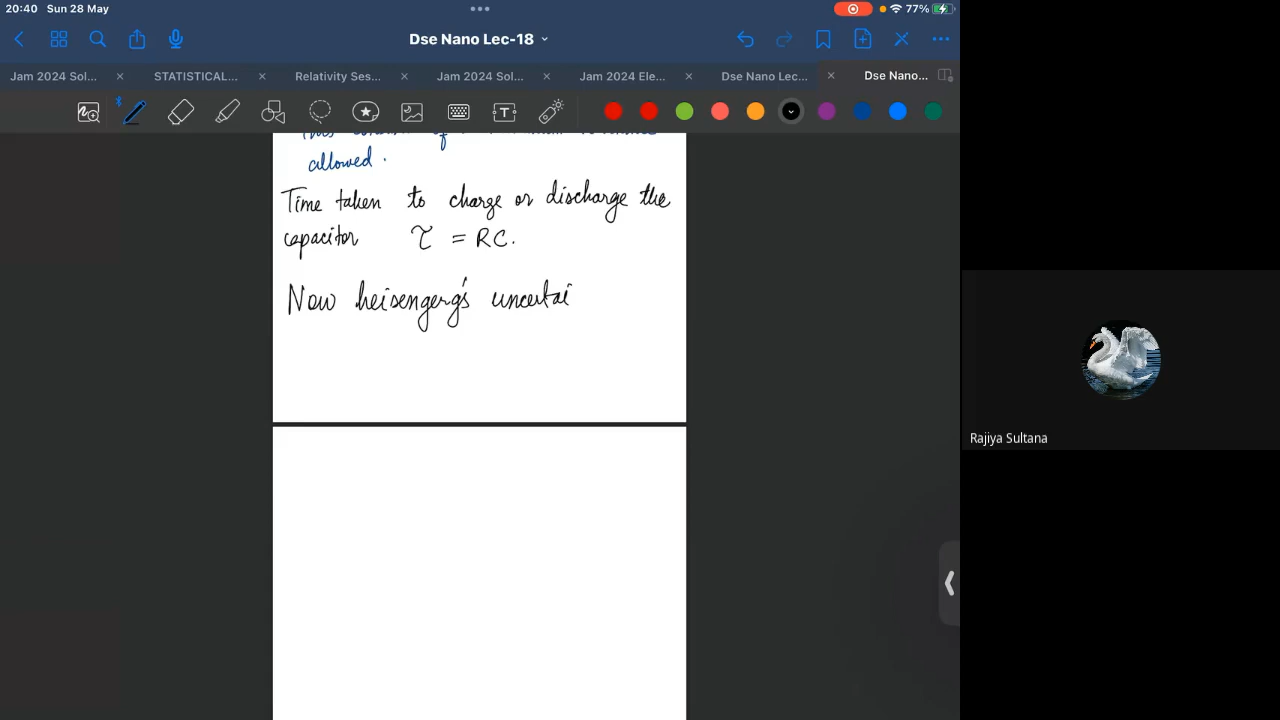 20:40 Sun 28 May
77%
Dse Nano Lec-18
Jam 2024 Sol...
STATISTICAL...
Relativity Ses...
Jam 2024 Sol...
Jam 2024 Ele...
Dse Nano Lec...
Dse Nano...
allowed.
Time taken to charge or discharge the
capacitor τ = RC.
Now heisengerg's uncertai
Rajiya Sultana